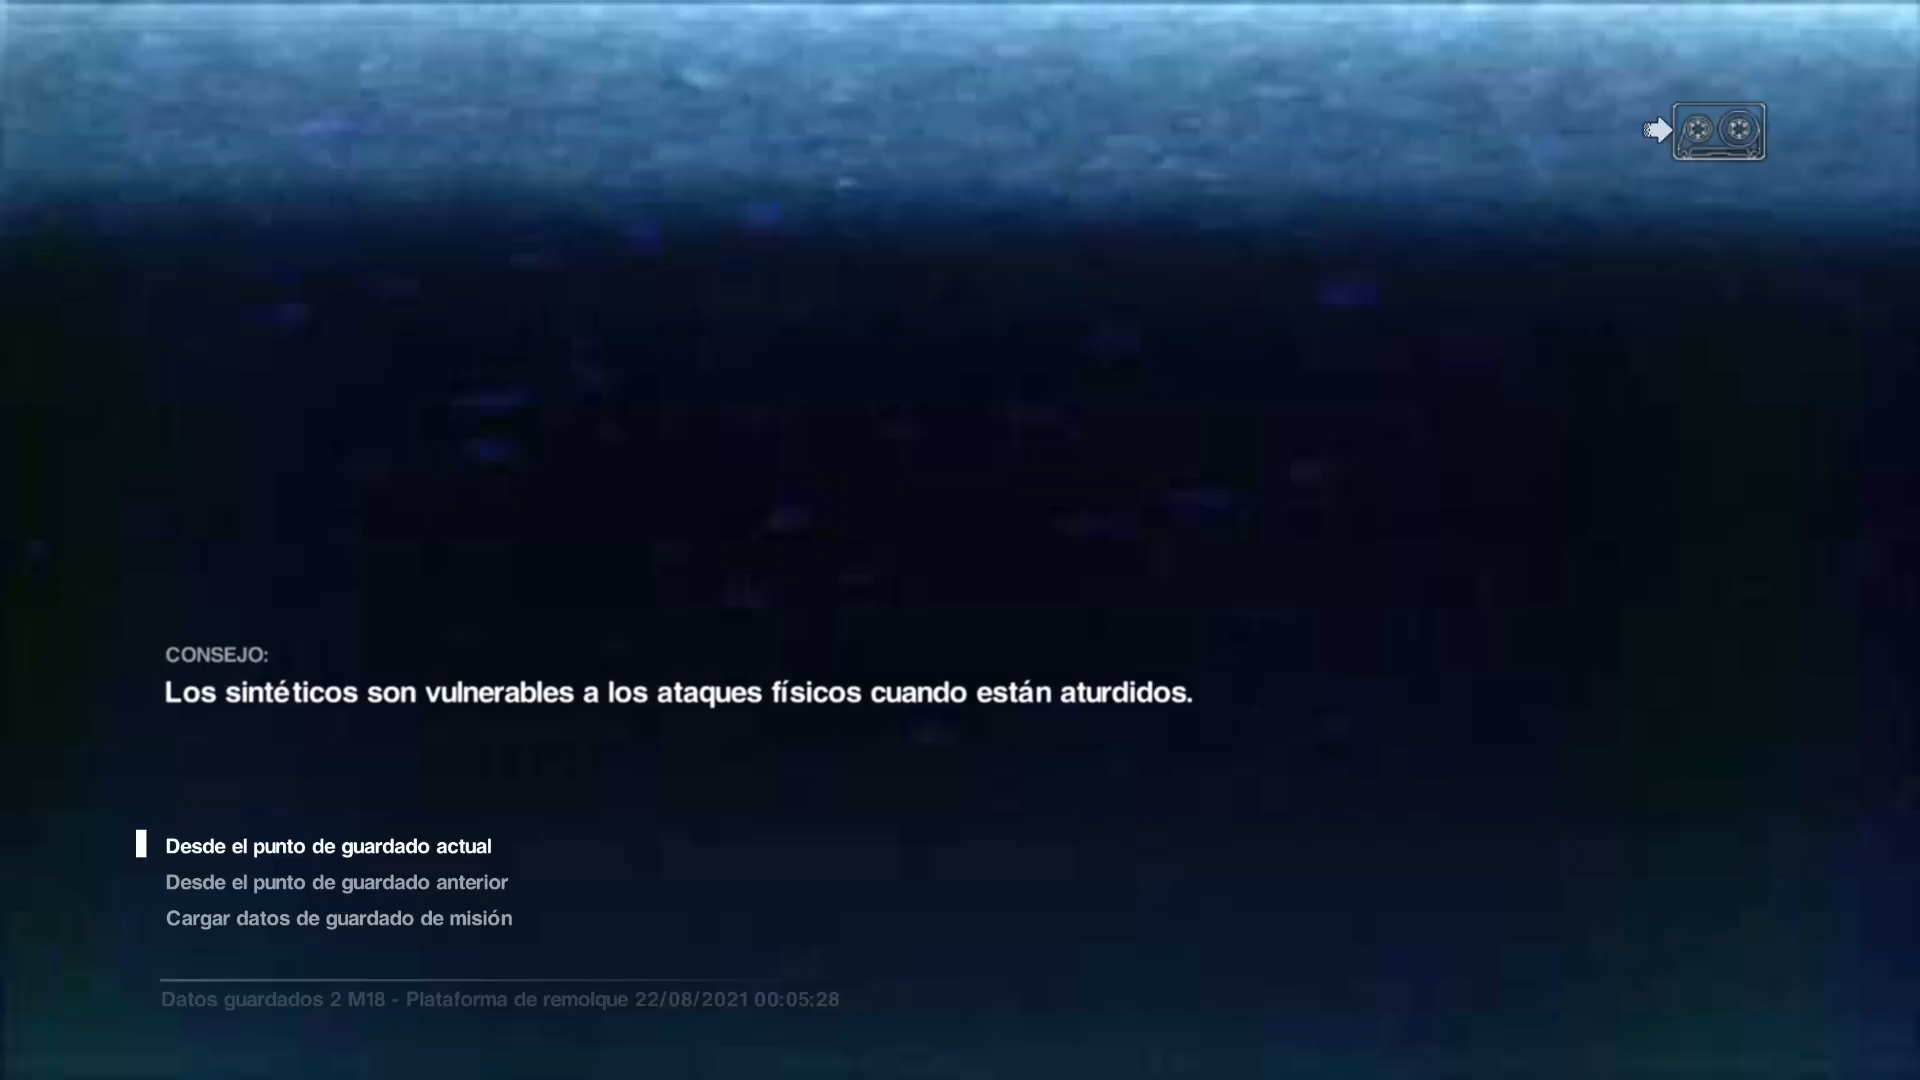 CONSEJO:
Los sintéticos son vulnerables a los ataques físicos cuando están aturdidos.
Desde el punto de guardado actual
Desde el punto de guardado anterior
Cargar datos de guardado de misión
Datos guardados 2 M18 - Plataforma de remolque 22/08/2021 00:05:28